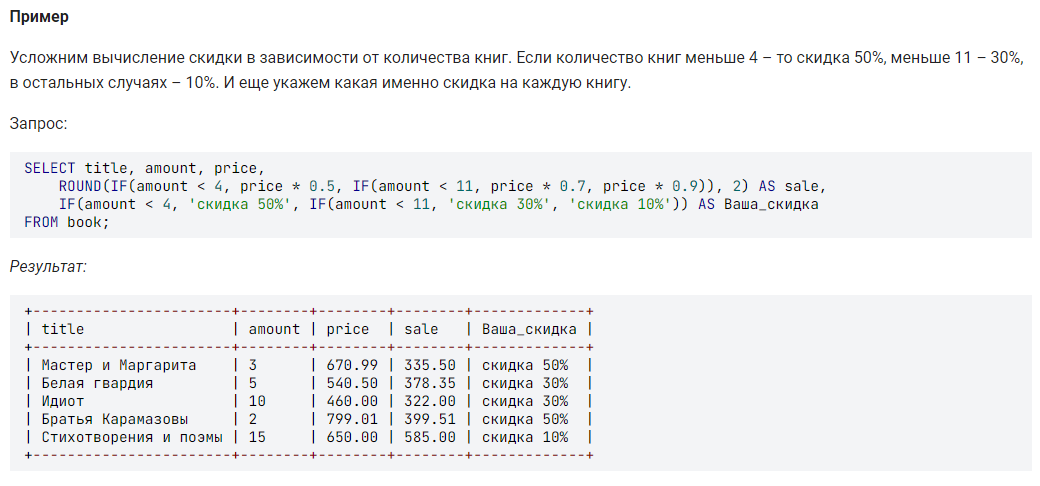 Пример
Усложним вычисление скидки в зависимости от количества книг. Если количество книг меньше 4 – то скидка 50%, меньше 11 – 30%,
в остальных случаях – 10%. И еще укажем какая именно скидка на каждую книгу.
Запрос:
SELECT title, amount, price,
    ROUND(IF(amount < 4, price * 0.5, IF(amount < 11, price * 0.7, price * 0.9)), 2) AS sale,
    IF(amount < 4, 'скидка 50%', IF(amount < 11, 'скидка 30%', 'скидка 10%')) AS Ваша_скидка
FROM book;
Результат:
+-----------------------+--------+--------+--------+-------------+
| title                 | amount | price  | sale   | Ваша_скидка |
+-----------------------+--------+--------+--------+-------------+
| Мастер и Маргарита    | 3      | 670.99 | 335.50 | скидка 50%  |
| Белая гвардия         | 5      | 540.50 | 378.35 | скидка 30%  |
| Идиот                 | 10     | 460.00 | 322.00 | скидка 30%  |
| Братья Карамазовы     | 2      | 799.01 | 399.51 | скидка 50%  |
| Стихотворения и поэмы | 15     | 650.00 | 585.00 | скидка 10%  |
+-----------------------+--------+--------+--------+-------------+